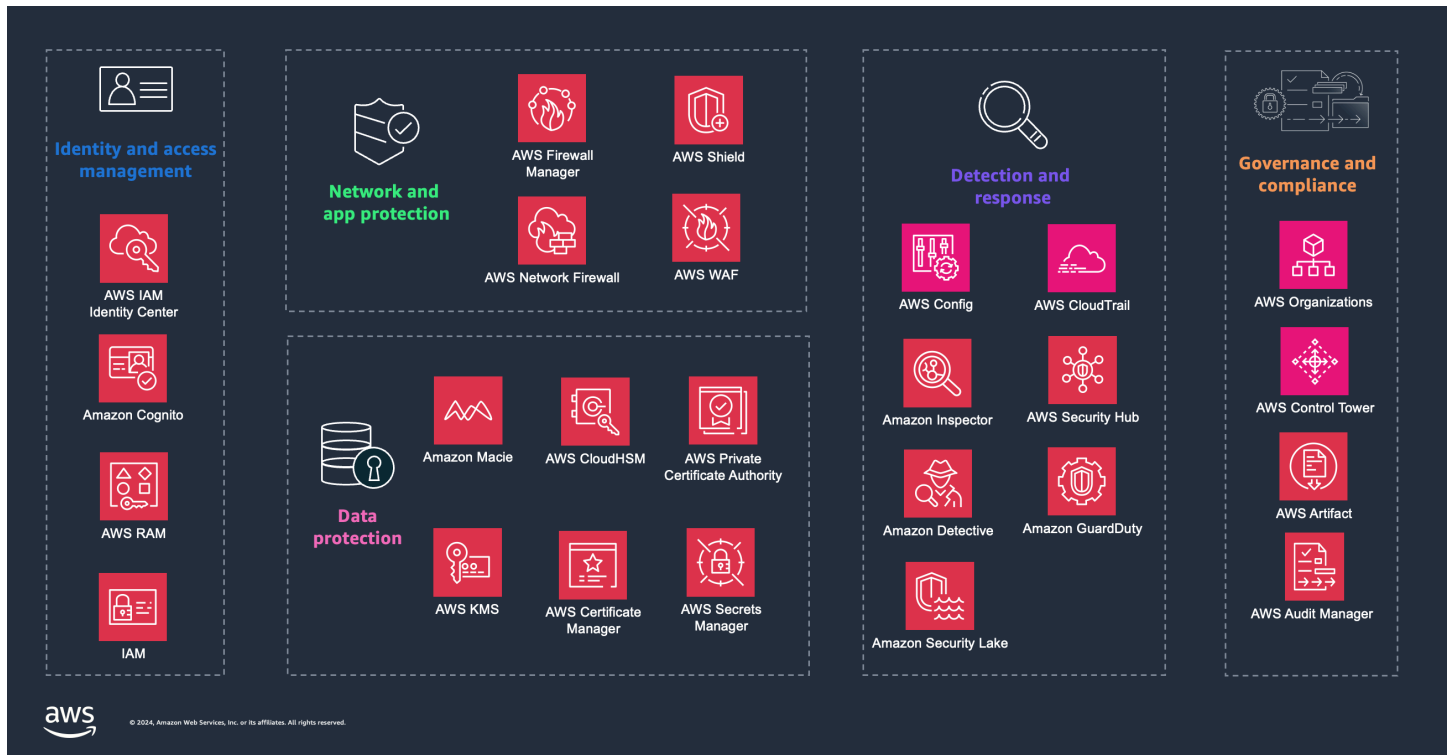 Identity and access
management
AWS IAM
Identity Center
Amazon Cognito
AWS RAM
IAM
Network and
app protection
AWS Firewall
Manager
AWS Shield
AWS Network Firewall
AWS WAF
Data
protection
Amazon Macie
AWS CloudHSM
AWS Private
Certificate Authority
AWS KMS
AWS Certificate
Manager
AWS Secrets
Manager
Detection and
response
AWS Config
AWS CloudTrail
Amazon Inspector
AWS Security Hub
Amazon Detective
Amazon GuardDuty
Amazon Security Lake
Governance and
compliance
AWS Organizations
AWS Control Tower
AWS Artifact
AWS Audit Manager
aws
© 2024, Amazon Web Services, Inc. or its affiliates. All rights reserved.